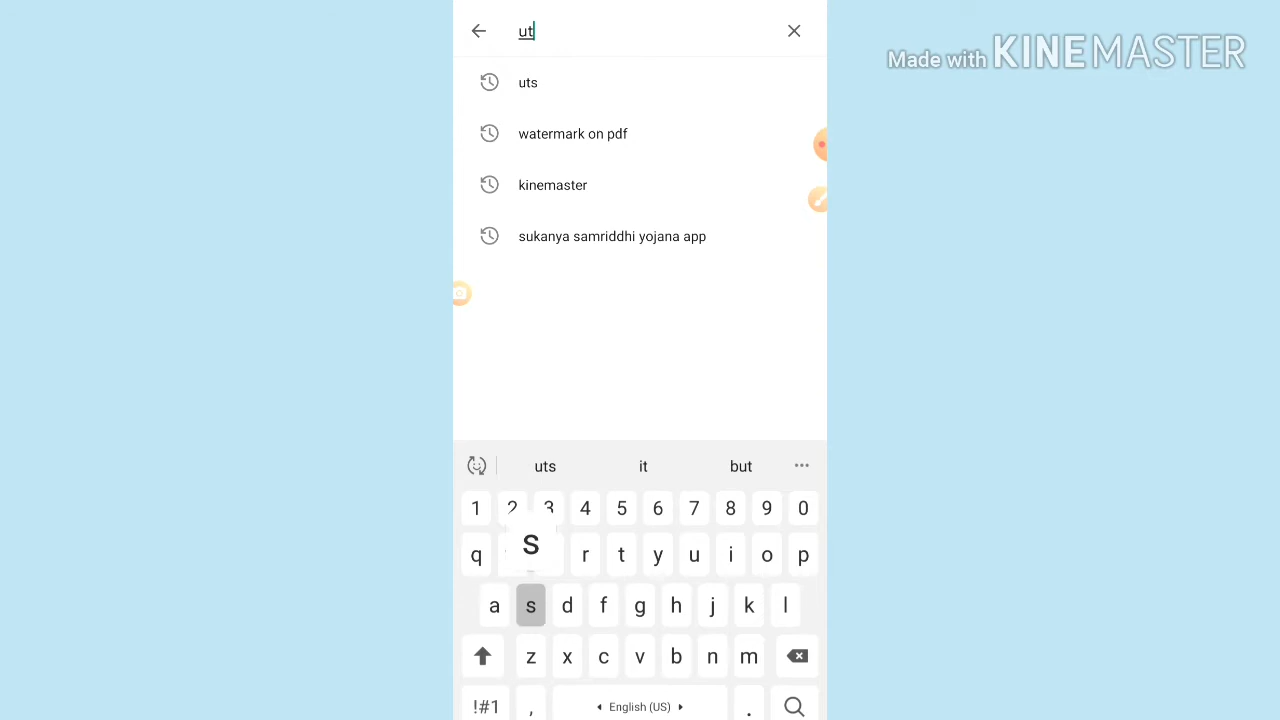 ut
Made with KINEMASTER
uts
watermark on pdf
kinemaster
sukanya samriddhi yojana app
uts it but
1 2 3 4 5 6 7 8 9 0
s
q r t y u i o p
a s d f g h j k l
z x c v b n m
!#1 , English (US) .